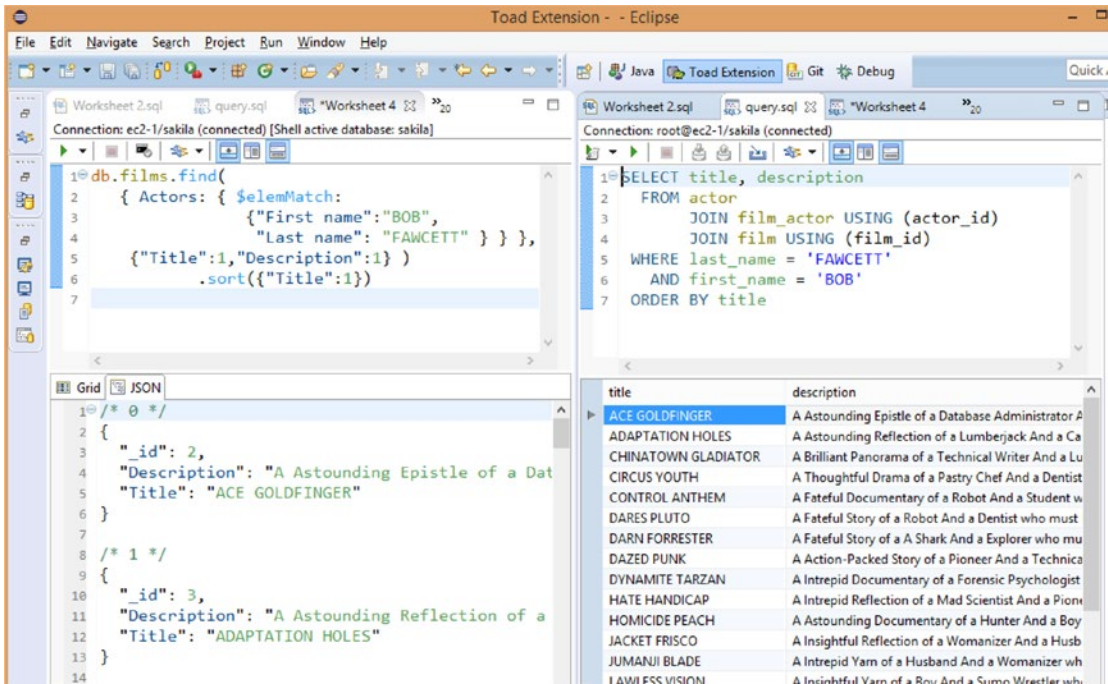 Toad Extension - - Eclipse
File Edit Navigate Search Project Run Window Help
Java Toad Extension Git Debug
Quick
Worksheet 2.sql query.sql *Worksheet 4 »20
Connection: ec2-1/sakila (connected) [Shell active database: sakila]
1 db.films.find(
2 { Actors: { $elemMatch:
3 {"First name":"BOB",
4 "Last name": "FAWCETT" } } },
5 {"Title":1,"Description":1} )
6 .sort({"Title":1})
7
Grid JSON
1 /* 0 */
2 {
3 "_id": 2,
4 "Description": "A Astounding Epistle of a Dat
5 "Title": "ACE GOLDFINGER"
6 }
7
8 /* 1 */
9 {
10 "_id": 3,
11 "Description": "A Astounding Reflection of a
12 "Title": "ADAPTATION HOLES"
13 }
14
Worksheet 2.sql query.sql *Worksheet 4 »20
Connection: root@ec2-1/sakila (connected)
1 SELECT title, description
2 FROM actor
3 JOIN film_actor USING (actor_id)
4 JOIN film USING (film_id)
5 WHERE last_name = 'FAWCETT'
6 AND first_name = 'BOB'
7 ORDER BY title
title description
ACE GOLDFINGER A Astounding Epistle of a Database Administrator A
ADAPTATION HOLES A Astounding Reflection of a Lumberjack And a Ca
CHINATOWN GLADIATOR A Brilliant Panorama of a Technical Writer And a Lu
CIRCUS YOUTH A Thoughtful Drama of a Pastry Chef And a Dentist
CONTROL ANTHEM A Fateful Documentary of a Robot And a Student w
DARES PLUTO A Fateful Story of a Robot And a Dentist who must
DARN FORRESTER A Fateful Story of a A Shark And a Explorer who mu
DAZED PUNK A Action-Packed Story of a Pioneer And a Technica
DYNAMITE TARZAN A Intrepid Documentary of a Forensic Psychologist
HATE HANDICAP A Intrepid Reflection of a Mad Scientist And a Pione
HOMICIDE PEACH A Astounding Documentary of a Hunter And a Boy
JACKET FRISCO A Insightful Reflection of a Womanizer And a Husb
JUMANJI BLADE A Intrepid Yarn of a Husband And a Womanizer wh
LAWLESS VISION A Insightful Yarn of a Boy And a Sumo Wrestler wh